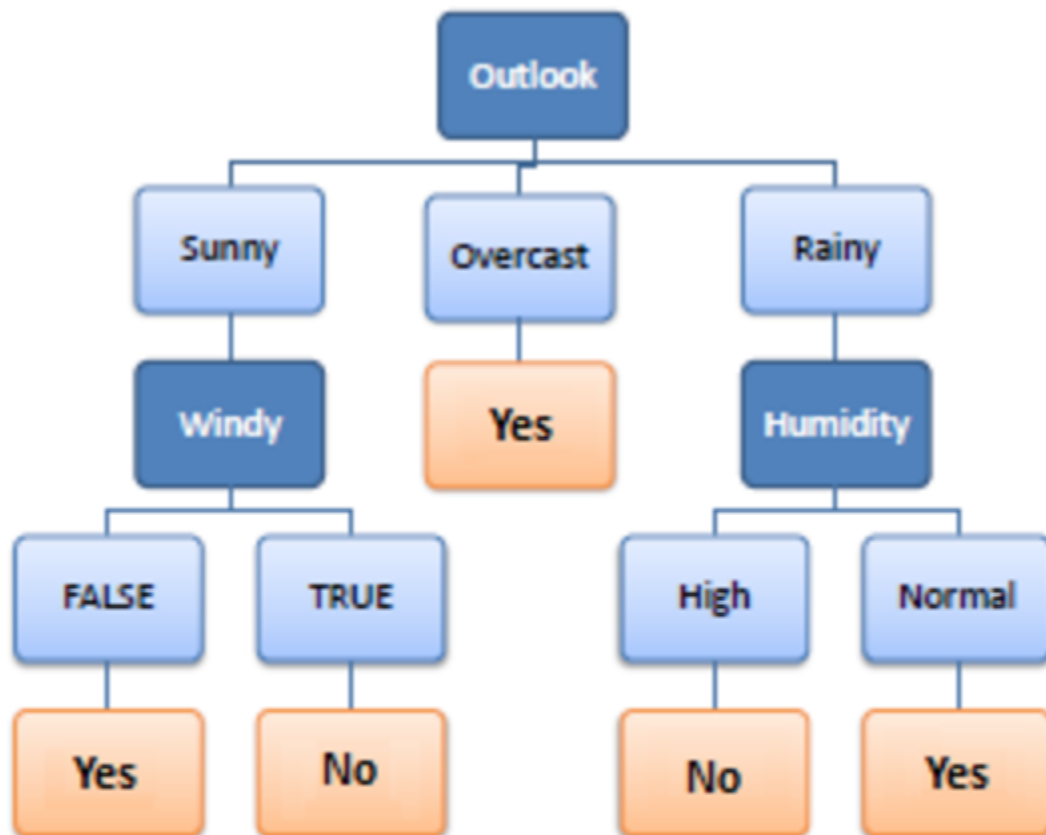 Outlook
Sunny
Overcast
Rainy
Windy
Yes
Humidity
FALSE
TRUE
High
Normal
Yes
No
No
Yes